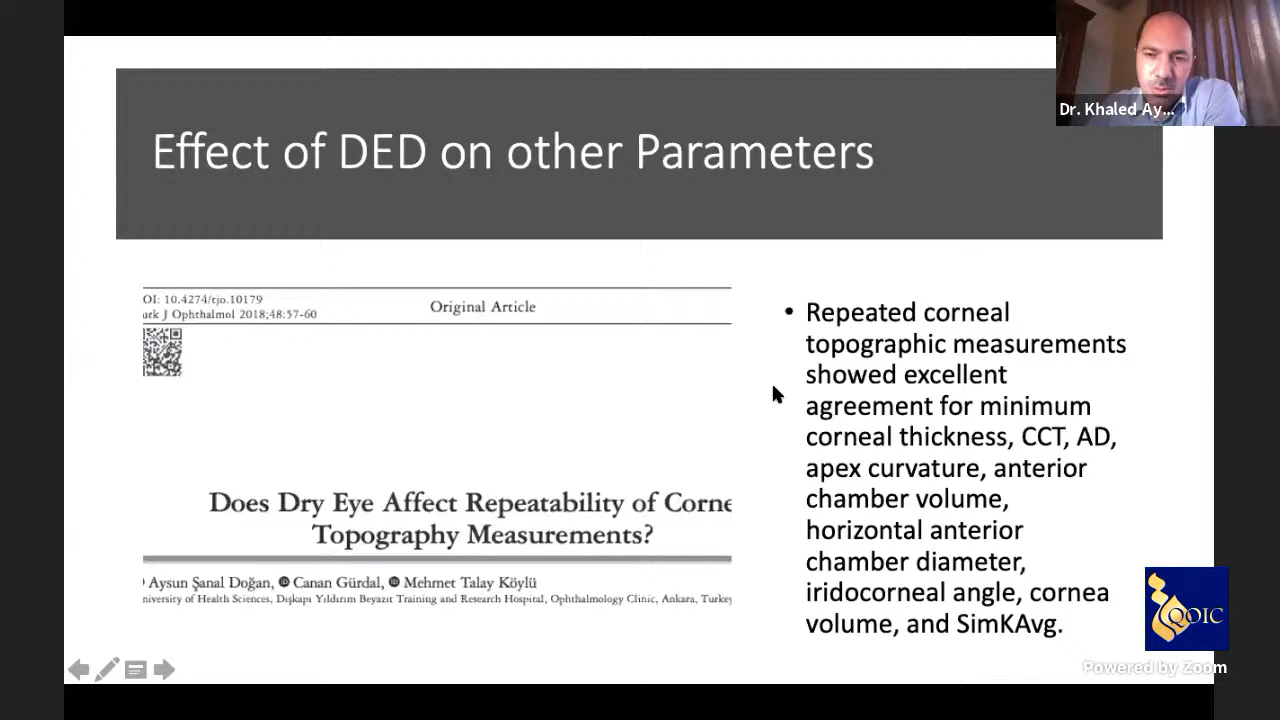 Effect of DED on other Parameters
Dr. Khaled Ay...
OI: 10.4274/tjo.10179
urk J Ophthalmol 2018;48:57-60
Original Article
Does Dry Eye Affect Repeatability of Corne
Topography Measurements?
Aysun Şanal Doğan, Canan Gürdal, Mehmet Talay Köylü
niversity of Health Sciences, Dışkapı Yıldırım Beyazıt Training and Research Hospital, Ophthalmology Clinic, Ankara, Turkey
• Repeated corneal
topographic measurements
showed excellent
agreement for minimum
corneal thickness, CCT, AD,
apex curvature, anterior
chamber volume,
horizontal anterior
chamber diameter,
iridocorneal angle, cornea
volume, and SimKAvg.
QOIC
Powered by Zoom